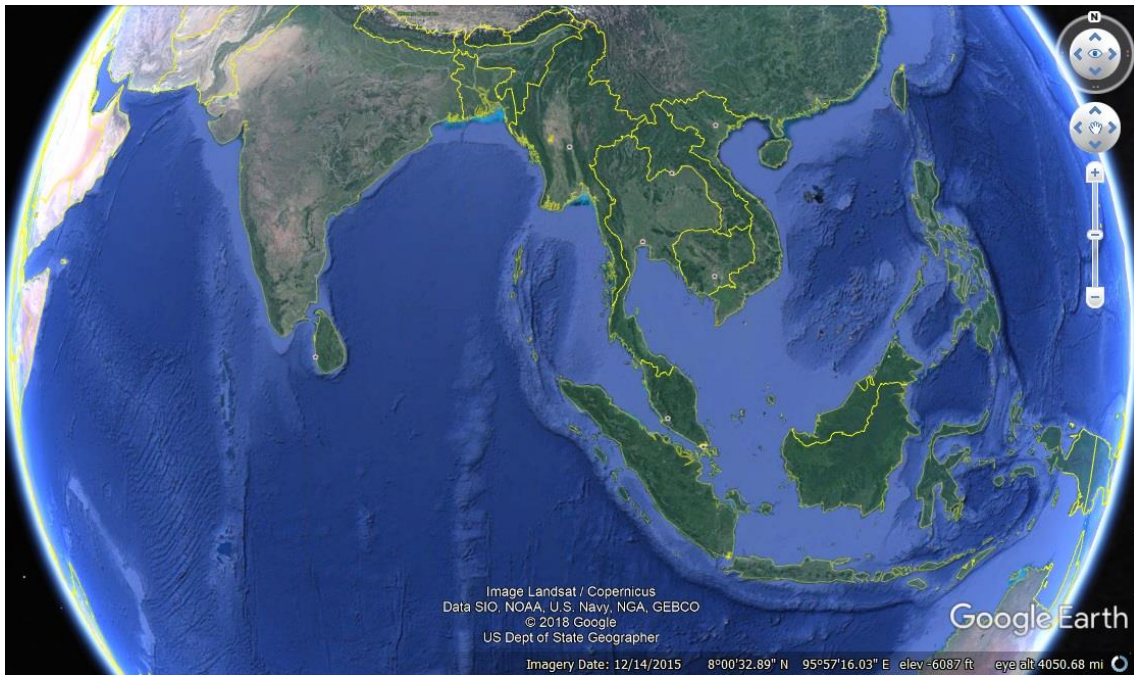 N
Image Landsat / Copernicus
Data SIO, NOAA, U.S. Navy, NGA, GEBCO
© 2018 Google
US Dept of State Geographer
Google Earth
Imagery Date: 12/14/2015 8°00'32.89" N 95°57'16.03" E elev -6087 ft eye alt 4050.68 mi